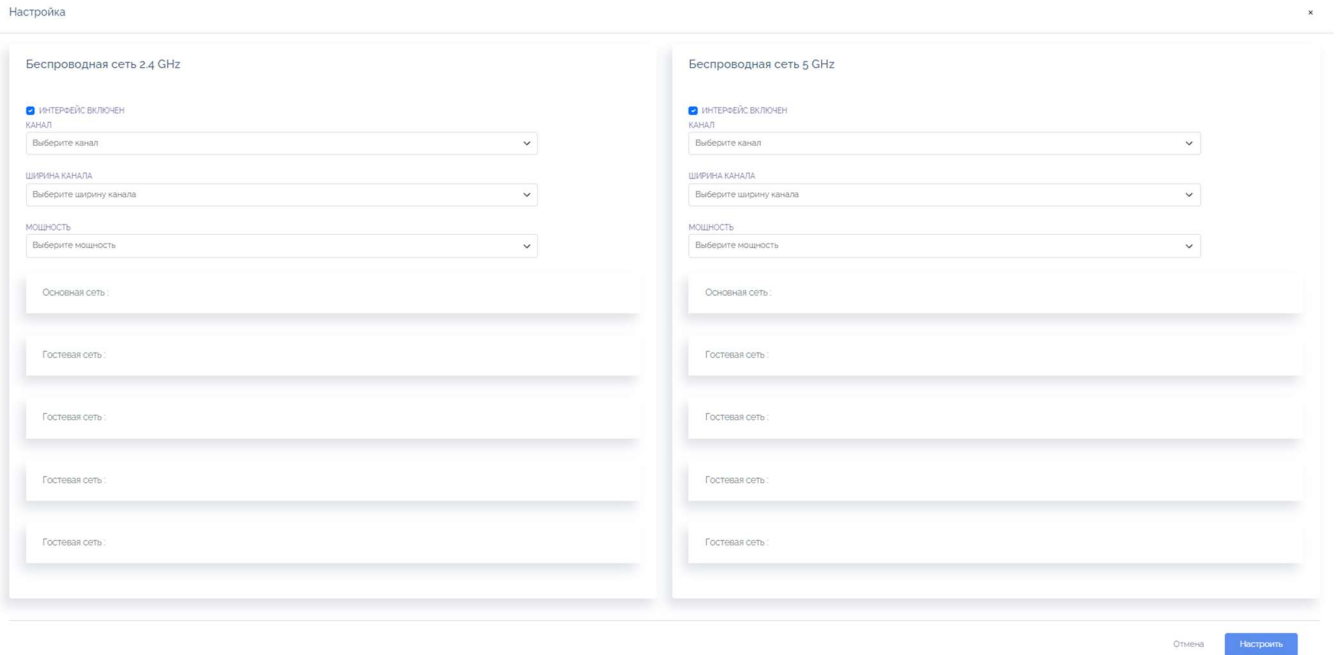 Настройка
×
Беспроводная сеть 2.4 GHz
ИНТЕРФЕЙС ВКЛЮЧЕН
КАНАЛ
Выберите канал
ШИРИНА КАНАЛА
Выберите ширину канала
МОЩНОСТЬ
Выберите мощность
Основная сеть :
Гостевая сеть :
Гостевая сеть :
Гостевая сеть :
Гостевая сеть :
Беспроводная сеть 5 GHz
ИНТЕРФЕЙС ВКЛЮЧЕН
КАНАЛ
Выберите канал
ШИРИНА КАНАЛА
Выберите ширину канала
МОЩНОСТЬ
Выберите мощность
Основная сеть :
Гостевая сеть :
Гостевая сеть :
Гостевая сеть :
Гостевая сеть :
Отмена
Настроить